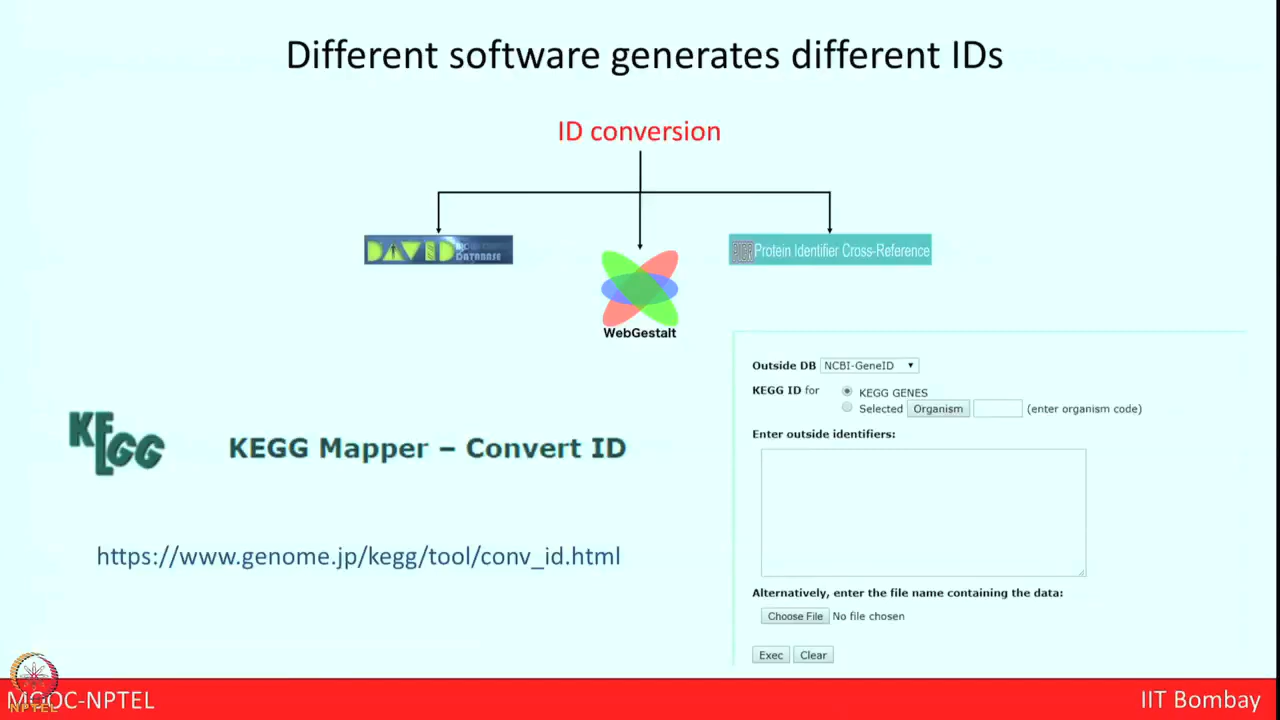 Different software generates different IDs
ID conversion
DAVID
DATABASE
Protein Identifier Cross-Reference
WebGestalt
Outside DB NCBI-GeneID
KEGG ID for KEGG GENES
Selected Organism (enter organism code)
Enter outside identifiers:
KEGG
KEGG Mapper – Convert ID
https://www.genome.jp/kegg/tool/conv_id.html
Alternatively, enter the file name containing the data:
Choose File No file chosen
Exec Clear
MOOC-NPTEL
NPTEL
IIT Bombay